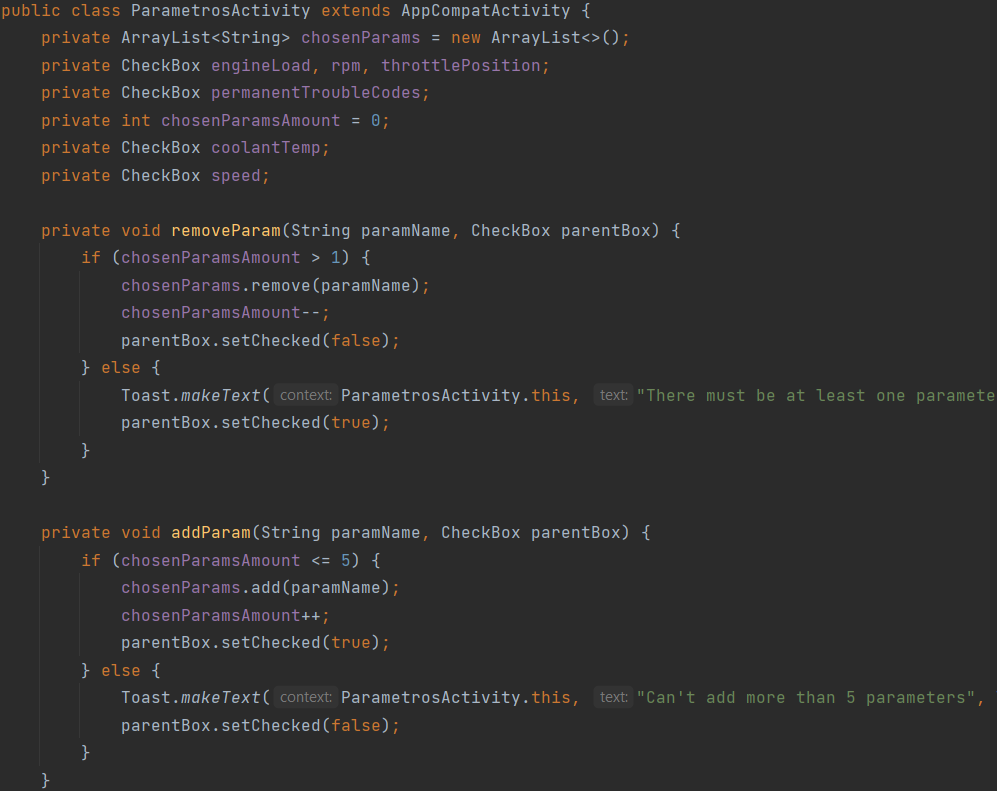 public class ParametrosActivity extends AppCompatActivity {
private ArrayList<String> chosenParams = new ArrayList<>();
private CheckBox engineLoad, rpm, throttlePosition;
private CheckBox permanentTroubleCodes;
private int chosenParamsAmount = 0;
private CheckBox coolantTemp;
private CheckBox speed;
private void removeParam(String paramName, CheckBox parentBox) {
if (chosenParamsAmount > 1) {
chosenParams.remove(paramName);
chosenParamsAmount--;
parentBox.setChecked(false);
} else {
Toast.makeText( context: ParametrosActivity.this, text: "There must be at least one paramete
parentBox.setChecked(true);
}
}
private void addParam(String paramName, CheckBox parentBox) {
if (chosenParamsAmount <= 5) {
chosenParams.add(paramName);
chosenParamsAmount++;
parentBox.setChecked(true);
} else {
Toast.makeText( context: ParametrosActivity.this, text: "Can't add more than 5 parameters",
parentBox.setChecked(false);
}
}